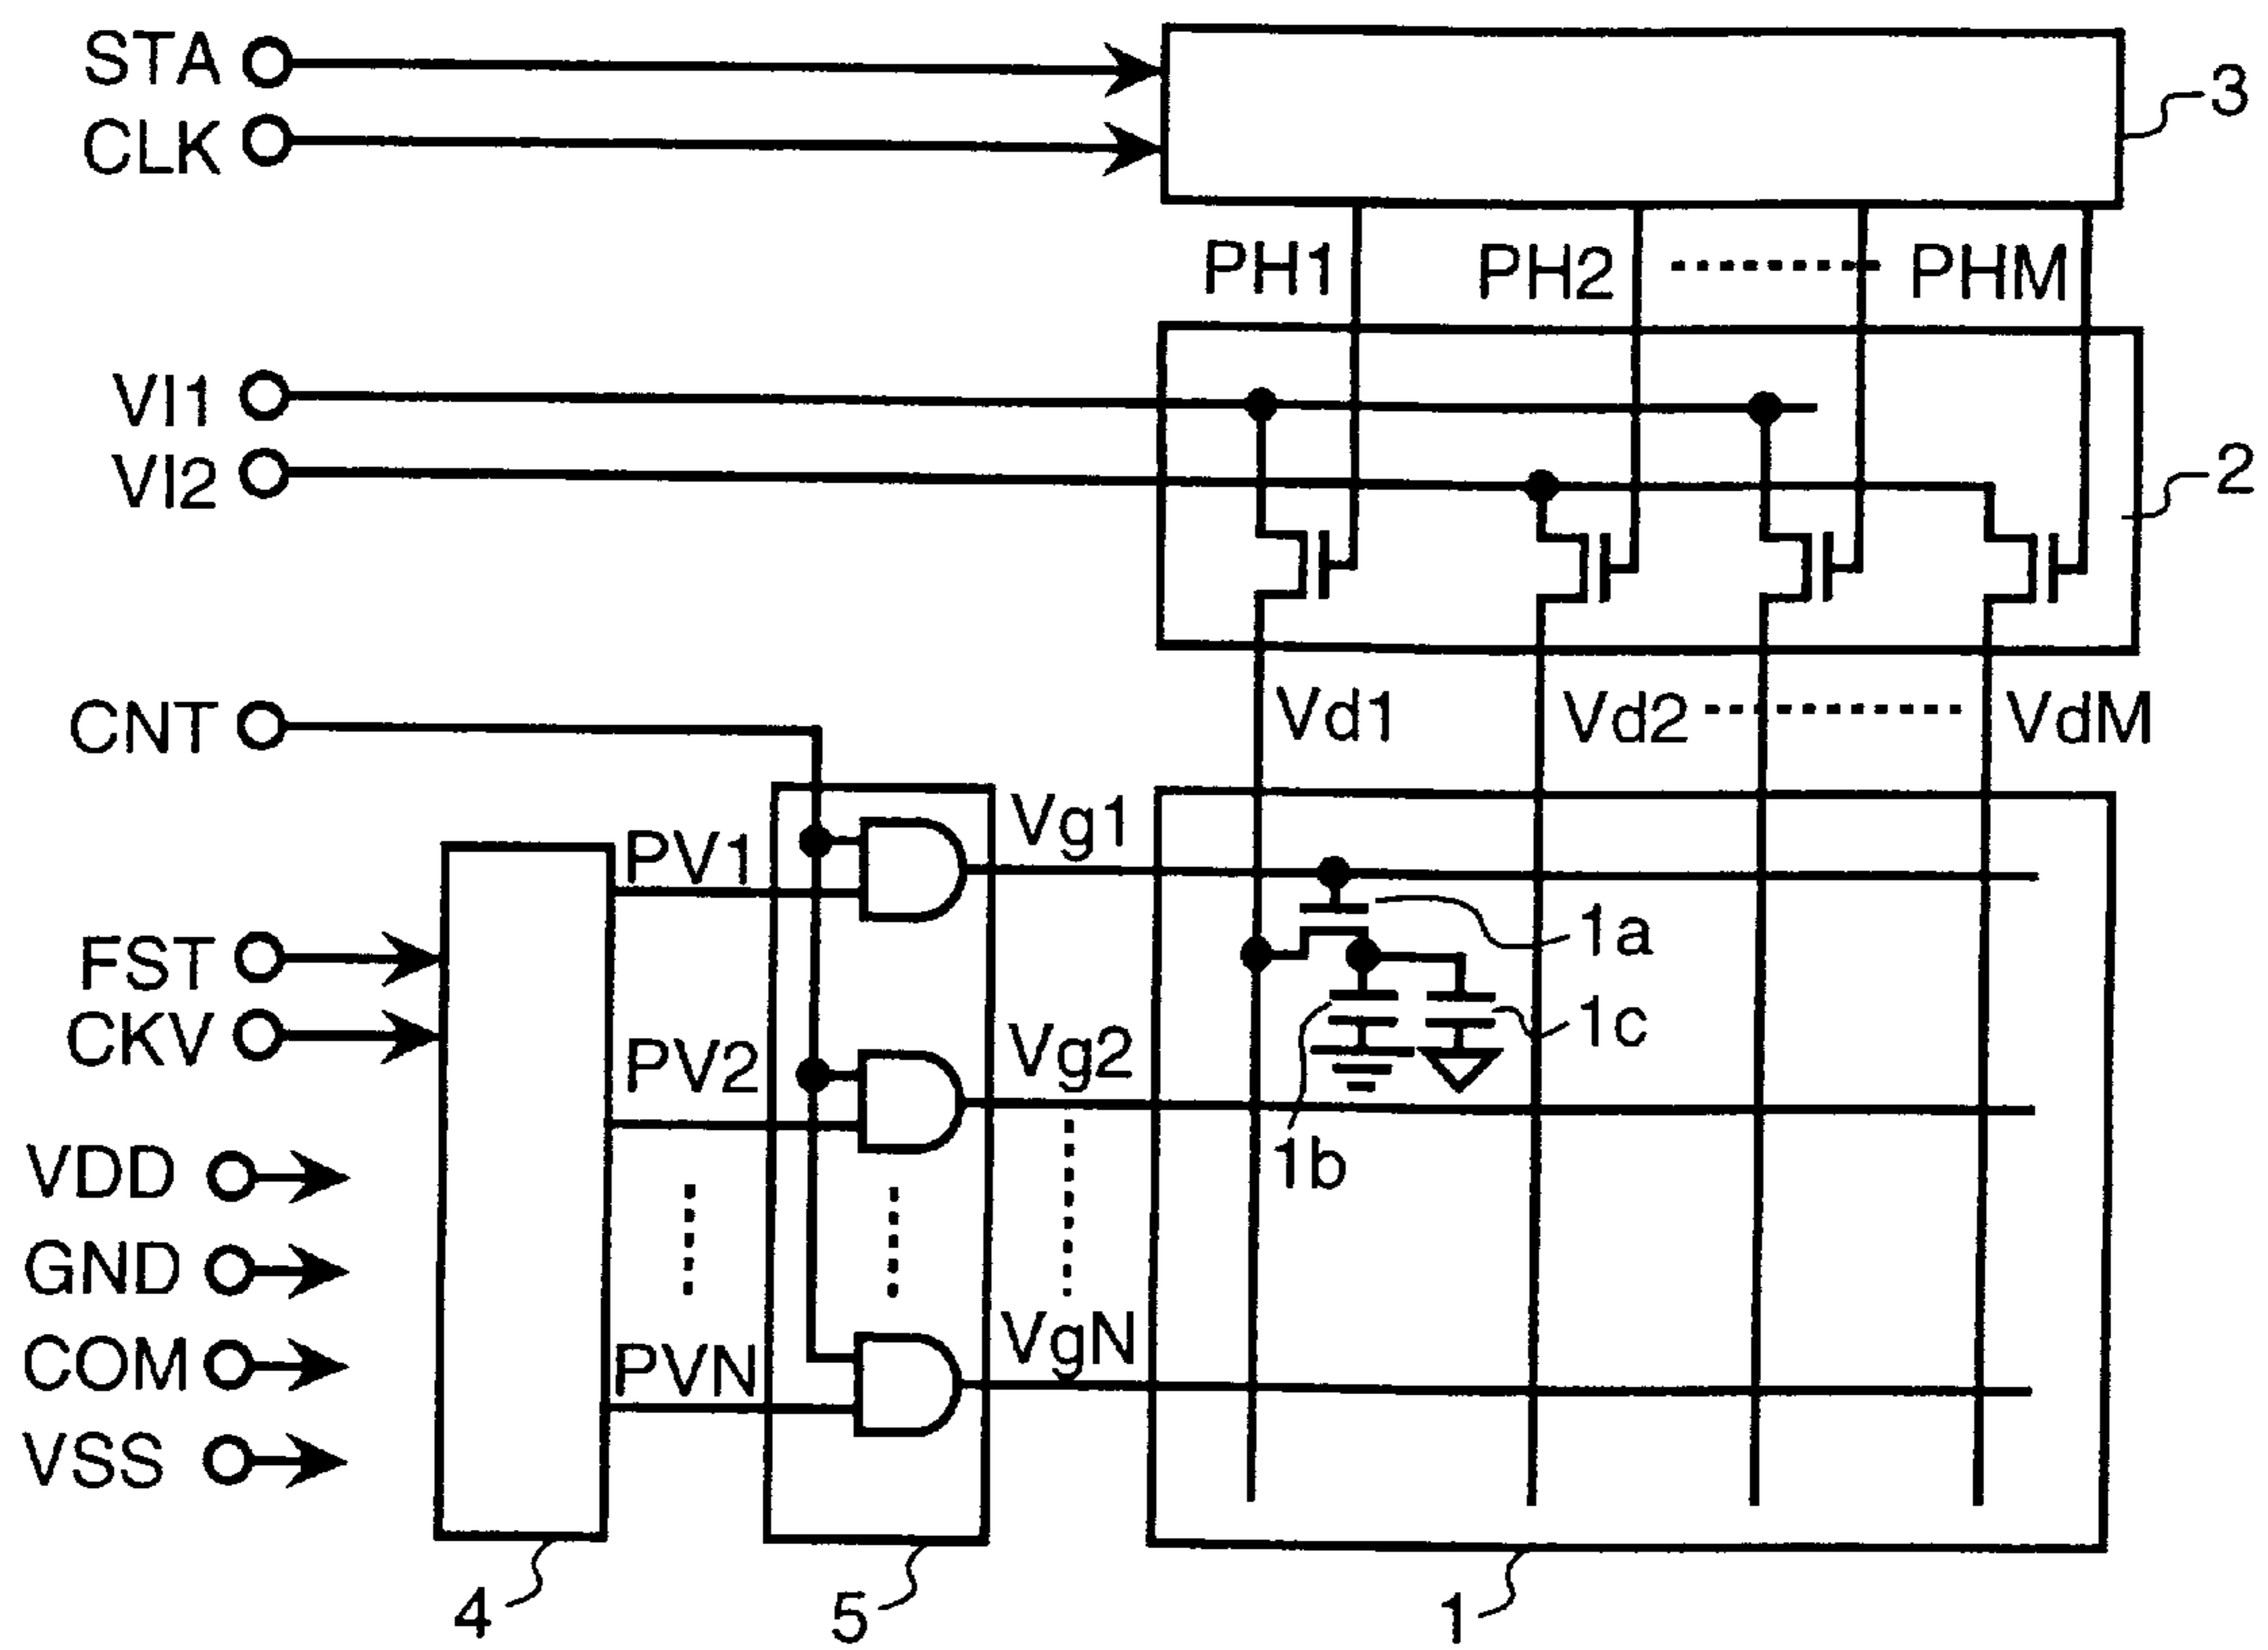 STA
CLK
3
PH1
PH2
PHM
VI1
VI2
2
CNT
Vd1
Vd2
VdM
Vg1
PV1
1a
FST
CKV
1c
PV2
Vg2
1b
VDD
GND
COM
VSS
VgN
PVN
4
5
1